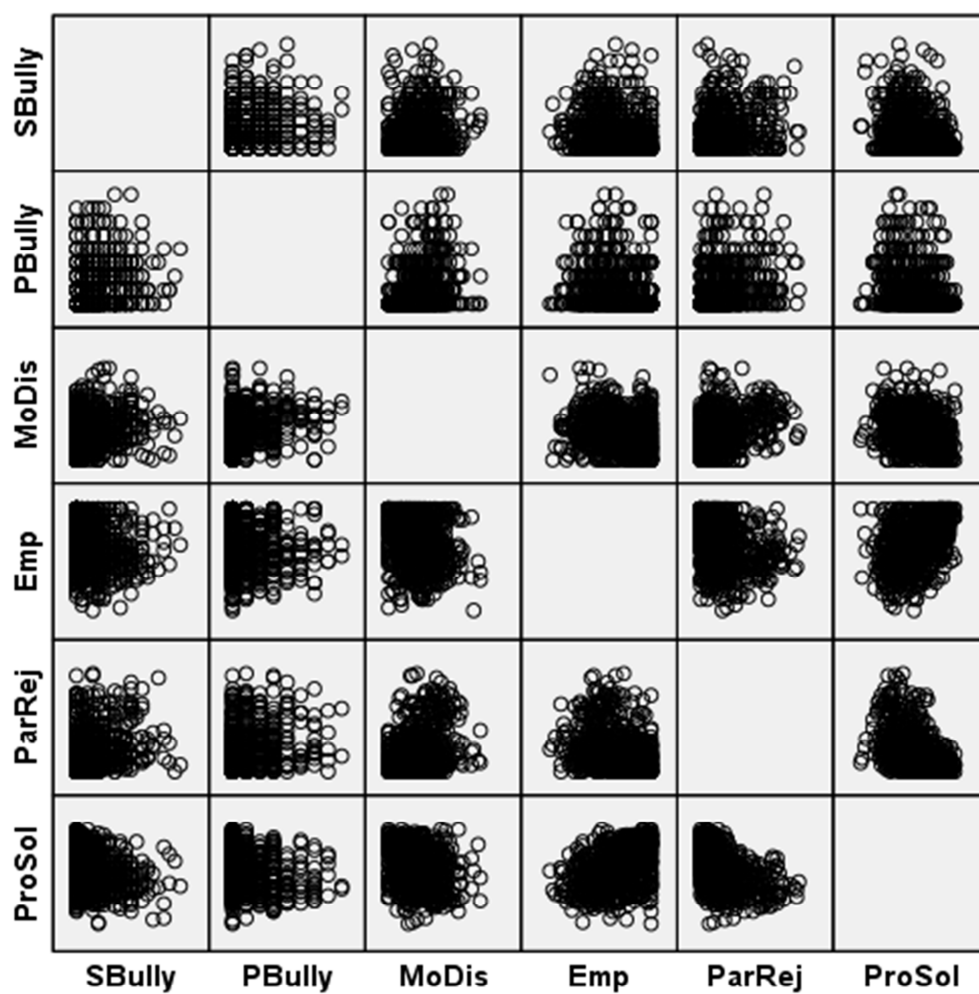 SBully
PBully
MoDis
Emp
ParRej
ProSol
SBully PBully MoDis Emp ParRej ProSol